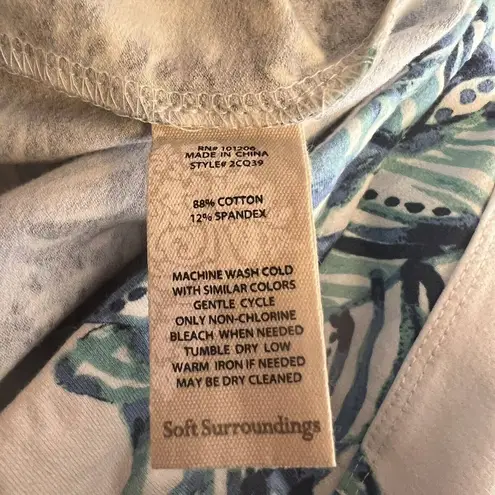 RN# 101206
MADE IN CHINA
STYLE# 2CQ39
88% COTTON
12% SPANDEX
MACHINE WASH COLD
WITH SIMILAR COLORS
GENTLE CYCLE
ONLY NON-CHLORINE
BLEACH WHEN NEEDED
TUMBLE DRY LOW
WARM IRON IF NEEDED
MAY BE DRY CLEANED
Soft Surroundings